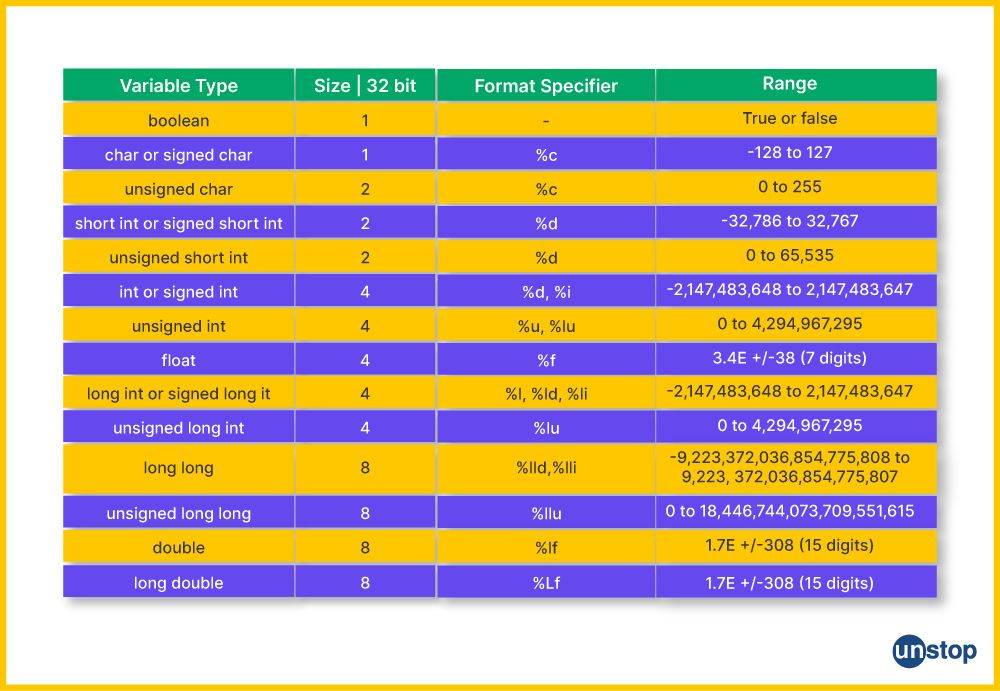 Variable Type Size | 32 bit Format Specifier Range
boolean 1 - True or false
char or signed char 1 %c -128 to 127
unsigned char 2 %c 0 to 255
short int or signed short int 2 %d -32,786 to 32,767
unsigned short int 2 %d 0 to 65,535
int or signed int 4 %d, %i -2,147,483,648 to 2,147,483,647
unsigned int 4 %u, %lu 0 to 4,294,967,295
float 4 %f 3.4E +/-38 (7 digits)
long int or signed long it 4 %l, %ld, %li -2,147,483,648 to 2,147,483,647
unsigned long int 4 %lu 0 to 4,294,967,295
long long 8 %lld,%lli -9,223,372,036,854,775,808 to
9,223, 372,036,854,775,807
unsigned long long 8 %llu 0 to 18,446,744,073,709,551,615
double 8 %lf 1.7E +/-308 (15 digits)
long double 8 %Lf 1.7E +/-308 (15 digits)
unstop